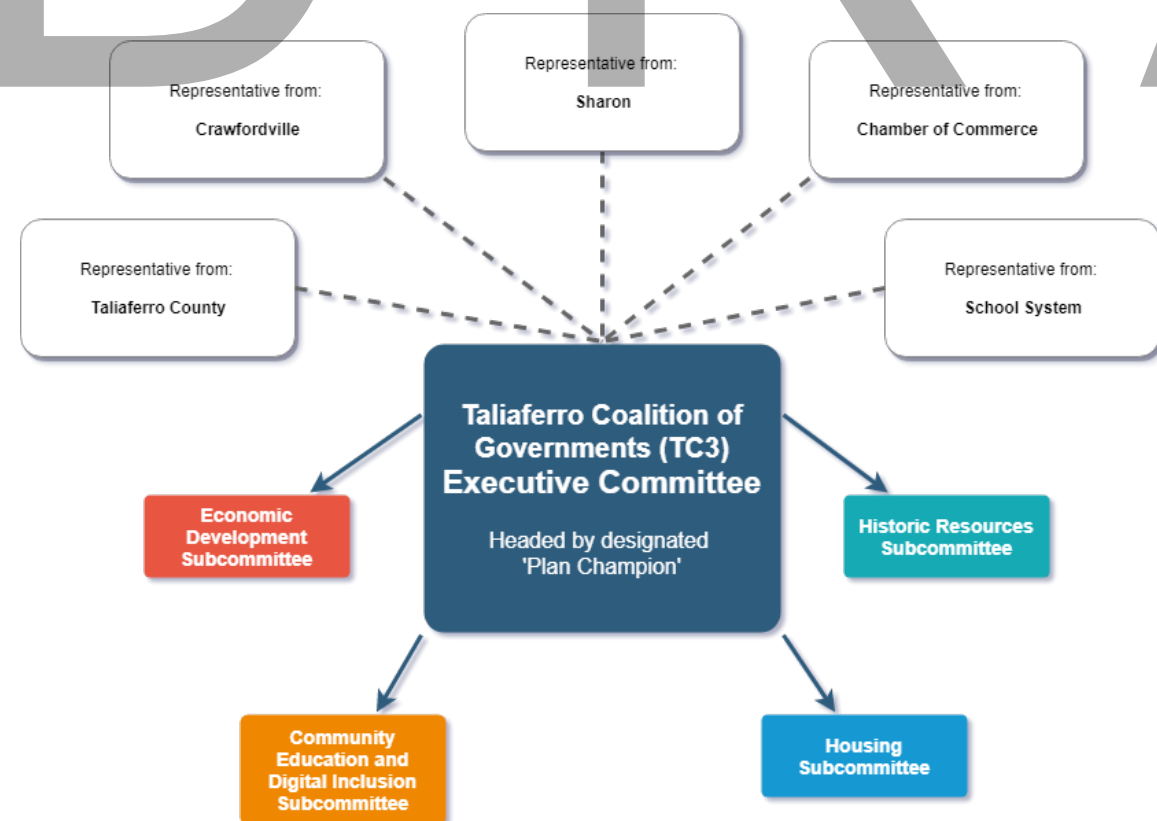 Representative from:
Crawfordville
Representative from:
Sharon
Representative from:
Chamber of Commerce
Representative from:
Taliaferro County
Representative from:
School System
Taliaferro Coalition of
Governments (TC3)
Executive Committee
Headed by designated
'Plan Champion'
Economic
Development
Subcommittee
Historic Resources
Subcommittee
Community
Education and
Digital Inclusion
Subcommittee
Housing
Subcommittee